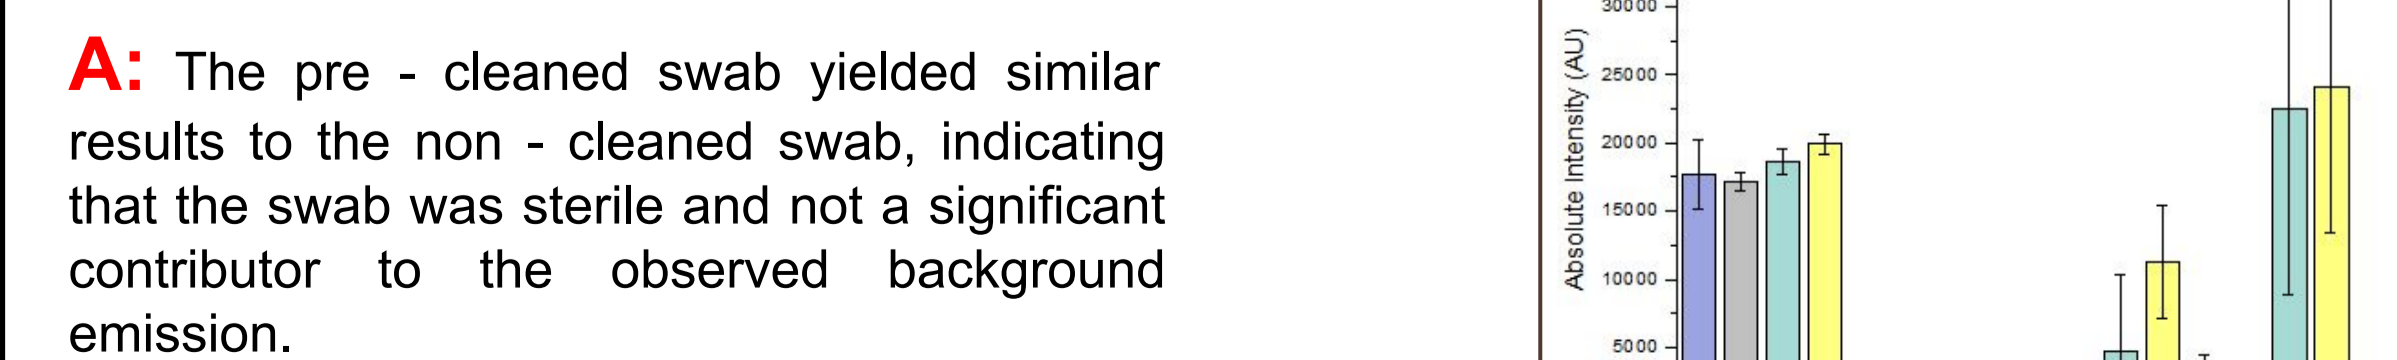 A: The pre - cleaned swab yielded similar
results to the non - cleaned swab, indicating
that the swab was sterile and not a significant
contributor to the observed background
emission.
Absolute Intensity (AU)
30000
25000
20000
15000
10000
5000